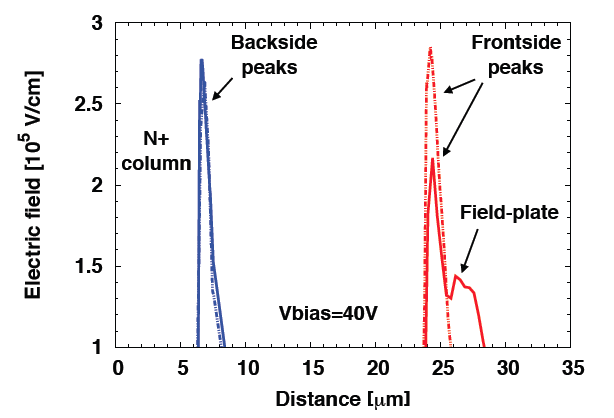 3
2.5
2
1.5
1
0
5
10
15
20
25
30
35
Electric field [10⁵ V/cm]
Distance [μm]
Backside
peaks
N+
column
Frontside
peaks
Field-plate
Vbias=40V